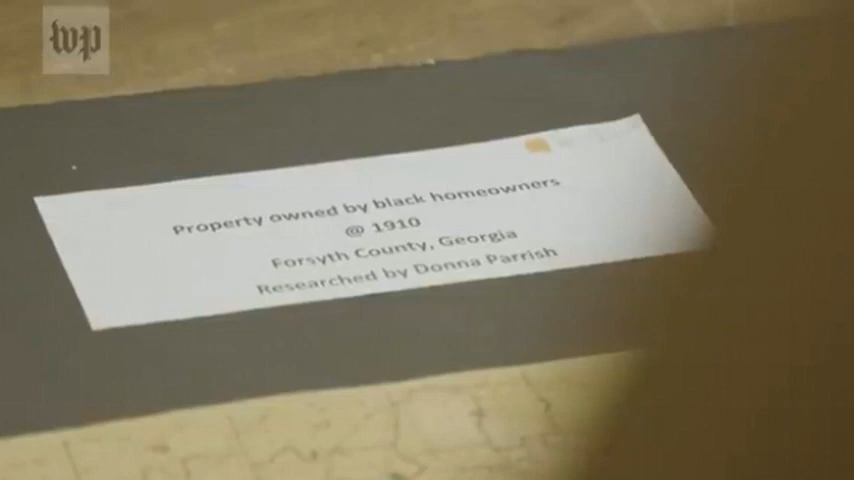 wp
Property owned by black homeowners
@ 1910
Forsyth County, Georgia
Researched by Donna Parrish